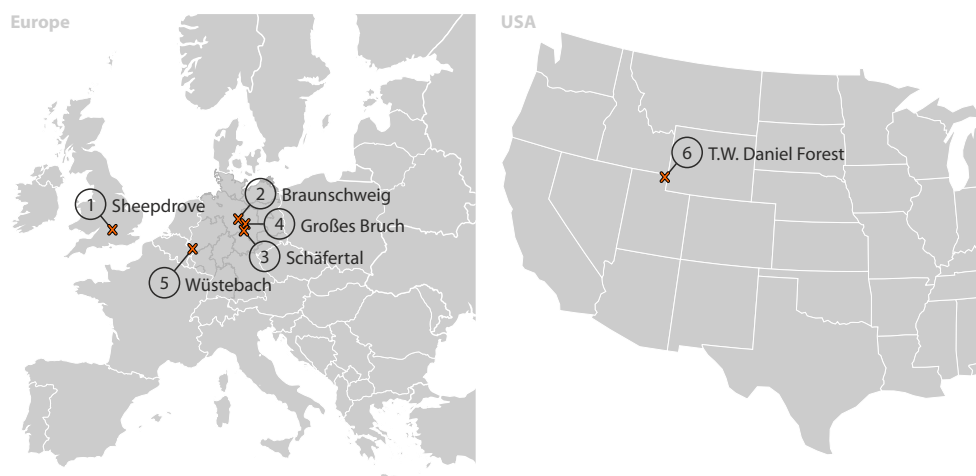 Europe
USA
1 Sheepdrove
2 Braunschweig
4 Großes Bruch
3 Schäfertal
5 Wüstebach
6 T.W. Daniel Forest